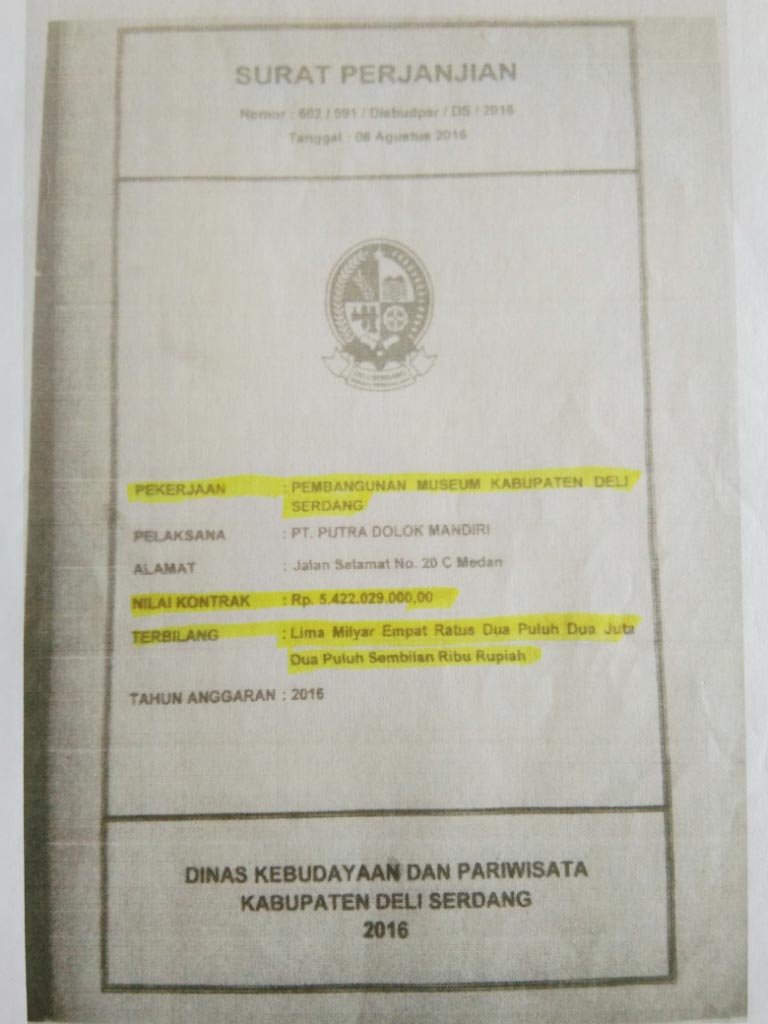 SURAT PERJANJIAN
Nomor : 602 / 591 / Disbudpar / DS / 2016
Tanggal : 08 Agustus 2016
DELI SERDANG
PEKERJAAN : PEMBANGUNAN MUSEUM KABUPATEN DELI
SERDANG
PELAKSANA : PT. PUTRA DOLOK MANDIRI
ALAMAT : Jalan Selamat No. 20 C Medan
NILAI KONTRAK : Rp. 5.422.029.000,00
TERBILANG : Lima Milyar Empat Ratus Dua Puluh Dua Juta
Dua Puluh Sembilan Ribu Rupiah
TAHUN ANGGARAN : 2016
DINAS KEBUDAYAAN DAN PARIWISATA
KABUPATEN DELI SERDANG
2016